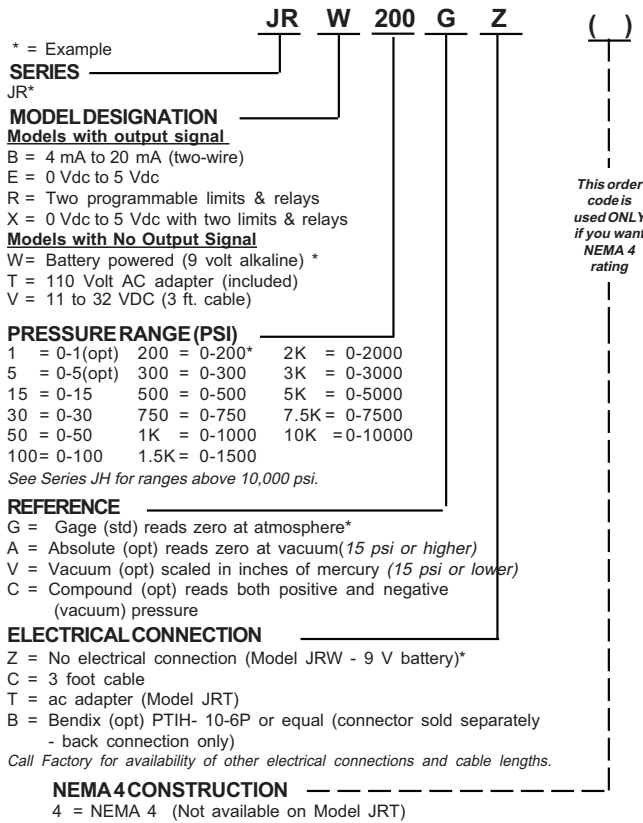 JR W 200 G Z ( )
* = Example
SERIES
JR*
MODEL DESIGNATION
Models with output signal
B = 4 mA to 20 mA (two-wire)
E = 0 Vdc to 5 Vdc
R = Two programmable limits & relays
X = 0 Vdc to 5 Vdc with two limits & relays
Models with No Output Signal
W= Battery powered (9 volt alkaline) *
T = 110 Volt AC adapter (included)
V = 11 to 32 VDC (3 ft. cable)
This order
code is
used ONLY
if you want
NEMA 4
rating
PRESSURE RANGE (PSI)
1 = 0-1(opt) 200 = 0-200* 2K = 0-2000
5 = 0-5(opt) 300 = 0-300 3K = 0-3000
15 = 0-15 500 = 0-500 5K = 0-5000
30 = 0-30 750 = 0-750 7.5K = 0-7500
50 = 0-50 1K = 0-1000 10K =0-10000
100= 0-100 1.5K = 0-1500
See Series JH for ranges above 10,000 psi.
REFERENCE
G = Gage (std) reads zero at atmosphere*
A = Absolute (opt) reads zero at vacuum(15 psi or higher)
V = Vacuum (opt) scaled in inches of mercury (15 psi or lower)
C = Compound (opt) reads both positive and negative
(vacuum) pressure
ELECTRICAL CONNECTION
Z = No electrical connection (Model JRW - 9 V battery)*
C = 3 foot cable
T = ac adapter (Model JRT)
B = Bendix (opt) PTIH- 10-6P or equal (connector sold separately
- back connection only)
Call Factory for availability of other electrical connections and cable lengths.
NEMA 4 CONSTRUCTION
4 = NEMA 4 (Not available on Model JRT)